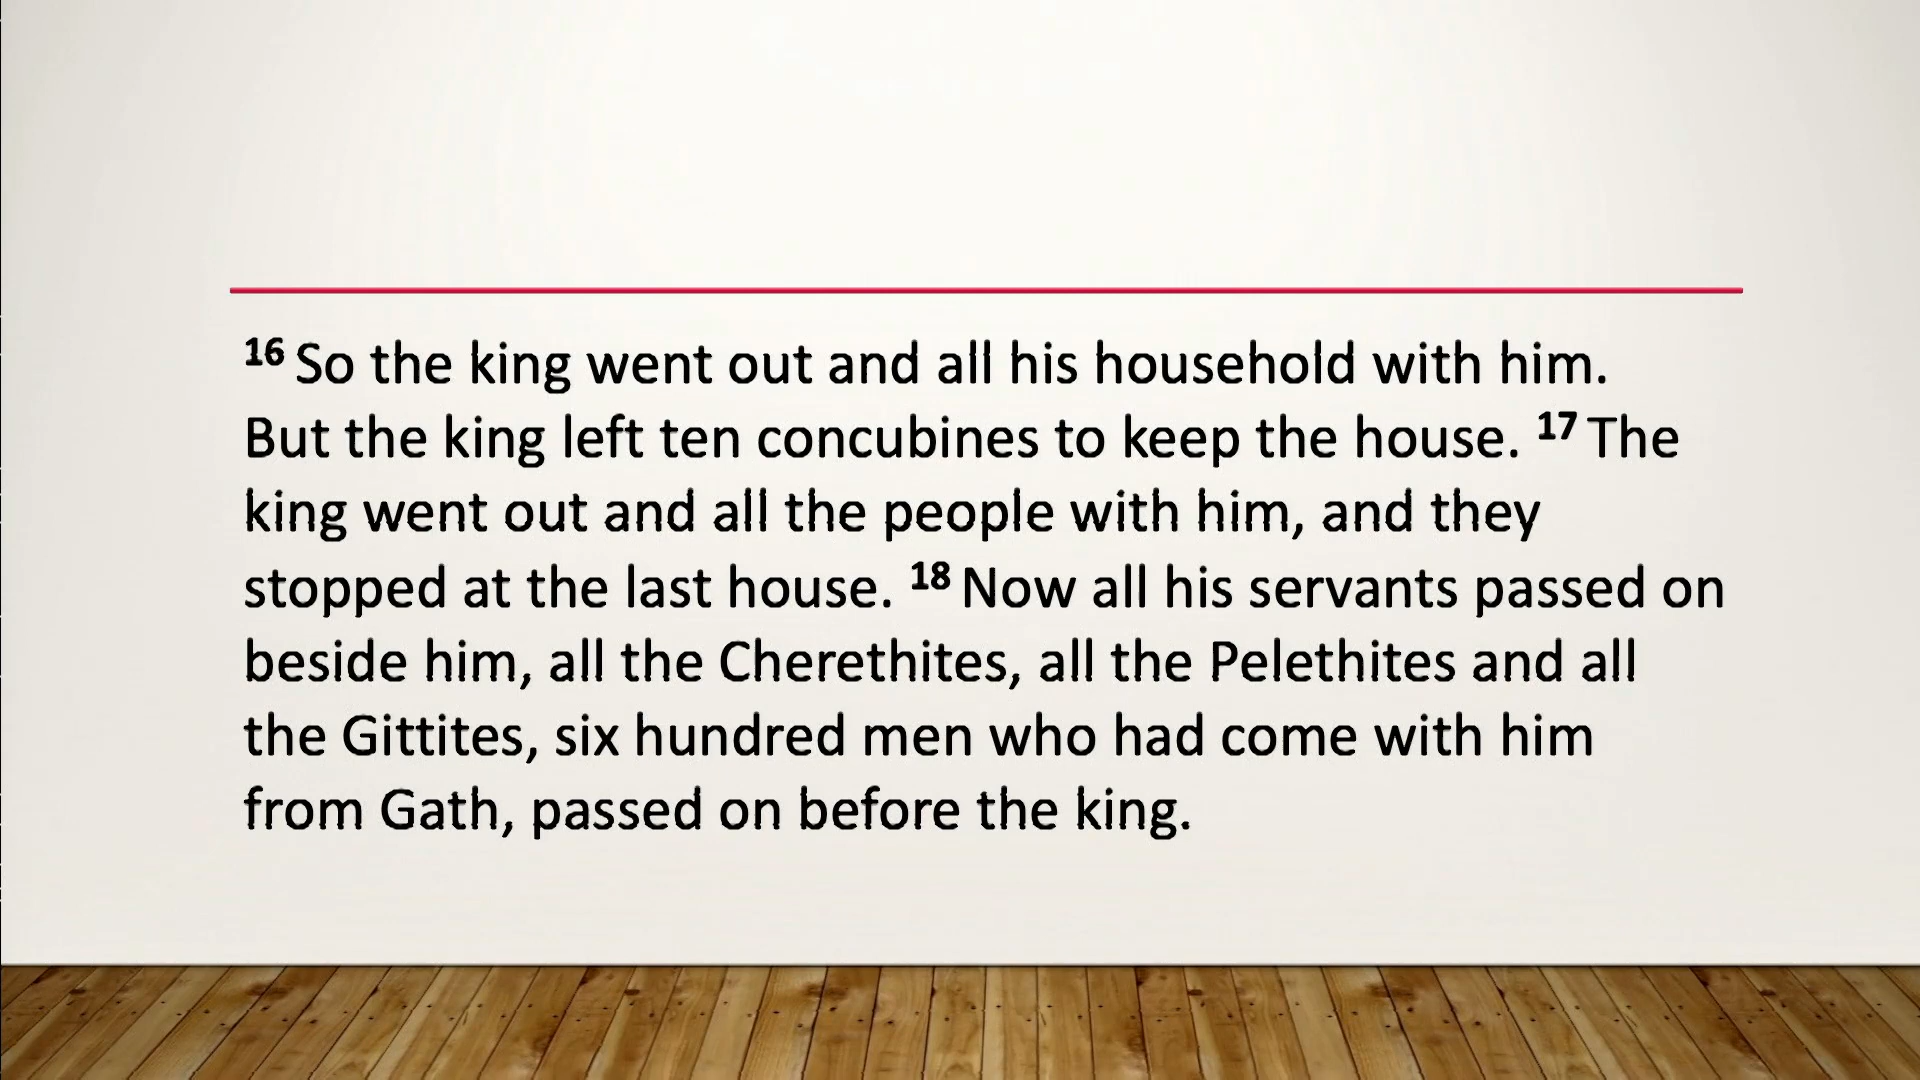 16 So the king went out and all his household with him.
But the king left ten concubines to keep the house. 17 The
king went out and all the people with him, and they
stopped at the last house. 18 Now all his servants passed on
beside him, all the Cherethites, all the Pelethites and all
the Gittites, six hundred men who had come with him
from Gath, passed on before the king.